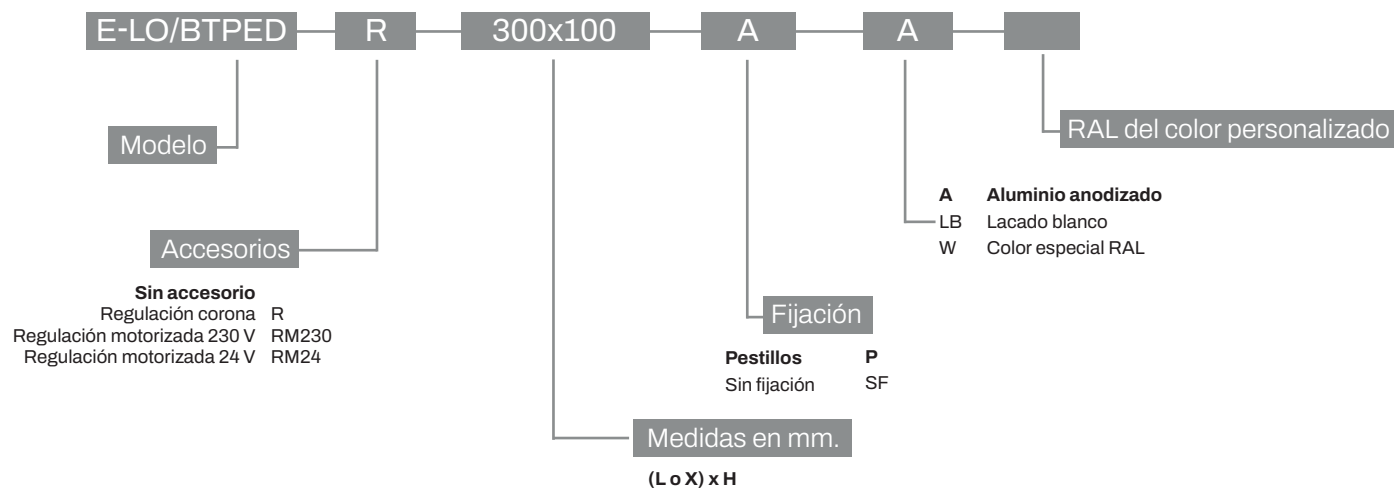 E-LO/BTPED R 300x100 A A
Modelo
RAL del color personalizado
A Aluminio anodizado
LB Lacado blanco
W Color especial RAL
Accesorios
Sin accesorio
Regulación corona R
Regulación motorizada 230 V RM230
Regulación motorizada 24 V RM24
Fijación
Pestillos P
Sin fijación SF
Medidas en mm.
(L o X) x H